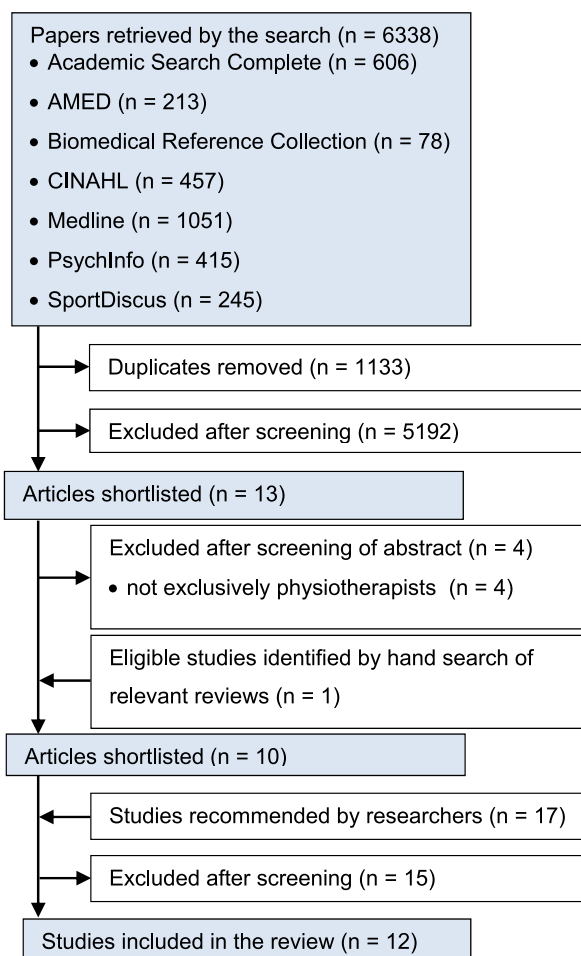 Papers retrieved by the search (n = 6338)
• Academic Search Complete (n = 606)
• AMED (n = 213)
• Biomedical Reference Collection (n = 78)
• CINAHL (n = 457)
• Medline (n = 1051)
• PsychInfo (n = 415)
• SportDiscus (n = 245)
Duplicates removed (n = 1133)
Excluded after screening (n = 5192)
Articles shortlisted (n = 13)
Excluded after screening of abstract (n = 4)
• not exclusively physiotherapists (n = 4)
Eligible studies identified by hand search of
relevant reviews (n = 1)
Articles shortlisted (n = 10)
Studies recommended by researchers (n = 17)
Excluded after screening (n = 15)
Studies included in the review (n = 12)